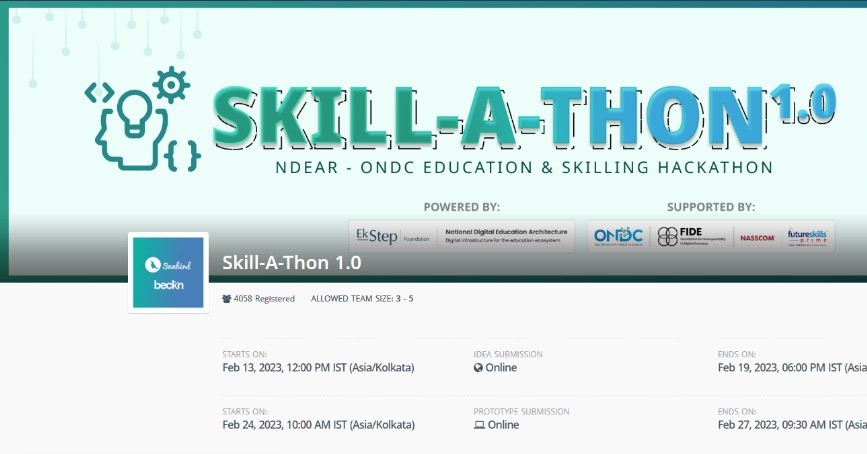 SKILL-A-THON 1.0
NDEAR - ONDC EDUCATION & SKILLING HACKATHON
POWERED BY:
SUPPORTED BY:
EkStep Foundation
National Digital Education Architecture
Digital infrastructure for the education ecosystem
ONDC
FIDE
NASSCOM
futureskills
prime
Sunbird
beckn
Skill-A-Thon 1.0
4058 Registered ALLOWED TEAM SIZE: 3 - 5
STARTS ON: IDEA SUBMISSION ENDS ON:
Feb 13, 2023, 12:00 PM IST (Asia/Kolkata) Online Feb 19, 2023, 06:00 PM IST (Asia
STARTS ON: PROTOTYPE SUBMISSION ENDS ON:
Feb 24, 2023, 10:00 AM IST (Asia/Kolkata) Online Feb 27, 2023, 09:30 AM IST (Asia